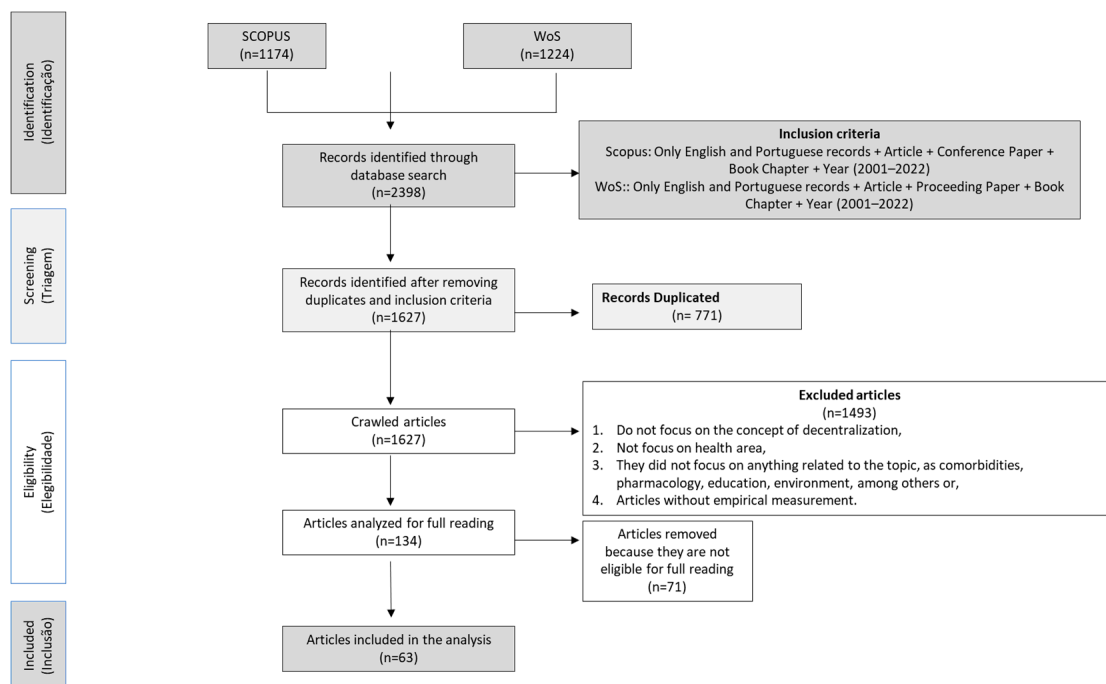 SCOPUS
(n=1174)
WoS
(n=1224)
Identification
(Identificação)
Records identified through
database search
(n=2398)
Inclusion criteria
Scopus: Only English and Portuguese records + Article + Conference Paper +
Book Chapter + Year (2001–2022)
WoS:: Only English and Portuguese records + Article + Proceeding Paper + Book
Chapter + Year (2001–2022)
Screening
(Triagem)
Records identified after removing
duplicates and inclusion criteria
(n=1627)
Records Duplicated
(n= 771)
Eligibility
(Elegibilidade)
Crawled articles
(n=1627)
Excluded articles
(n=1493)
1. Do not focus on the concept of decentralization,
2. Not focus on health area,
3. They did not focus on anything related to the topic, as comorbidities,
pharmacology, education, environment, among others or,
4. Articles without empirical measurement.
Articles analyzed for full reading
(n=134)
Articles removed
because they are not
eligible for full reading
(n=71)
Included
(Inclusão)
Articles included in the analysis
(n=63)